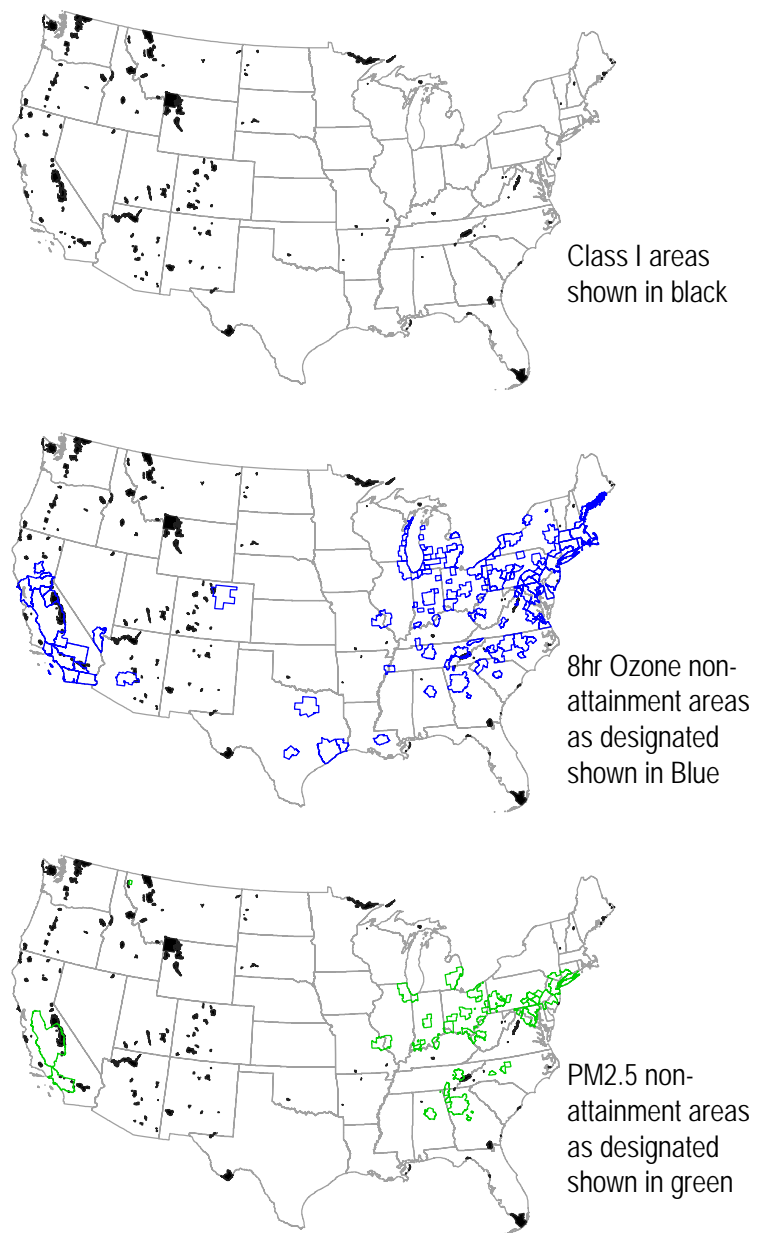 Class I areas
shown in black
8hr Ozone non-
attainment areas
as designated
shown in Blue
PM2.5 non-
attainment areas
as designated
shown in green